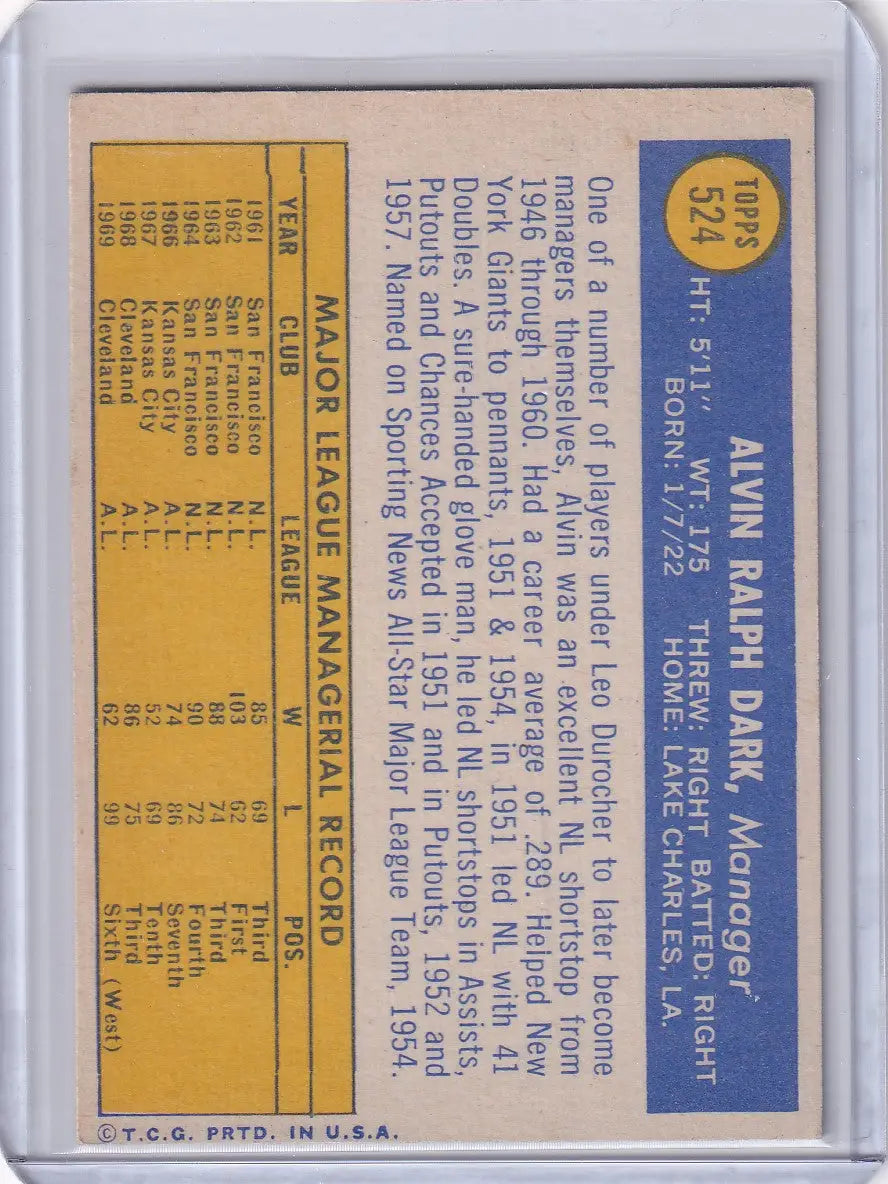 TOPPS
524
ALVIN RALPH DARK, Manager
HT: 5'11" WT: 175 THREW: RIGHT BATTED: RIGHT
BORN: 1/7/22 HOME: LAKE CHARLES, LA.
One of a number of players under Leo Durocher to later become
managers themselves, Alvin was an excellent NL shortstop from
1946 through 1960. Had a career average of .289. Helped New
York Giants to pennants, 1951 & 1954, in 1951 led NL with 41
Doubles. A sure-handed glove man, he led NL shortstops in Assists,
Putouts and Chances Accepted in 1951 and in Putouts, 1952 and
1957. Named on Sporting News All-Star Major League Team, 1954.
MAJOR LEAGUE MANAGERIAL RECORD
YEAR CLUB LEAGUE W L POS.
1961 San Francisco N.L. 85 69 Third
1962 San Francisco N.L. 103 62 First
1963 San Francisco N.L. 88 74 Third
1964 San Francisco N.L. 90 72 Fourth
1966 Kansas City A.L. 74 86 Seventh
1967 Kansas City A.L. 52 69 Tenth
1968 Cleveland A.L. 86 75 Third
1969 Cleveland A.L. 62 99 Sixth (West)
© T.C.G. PRTD. IN U.S.A.